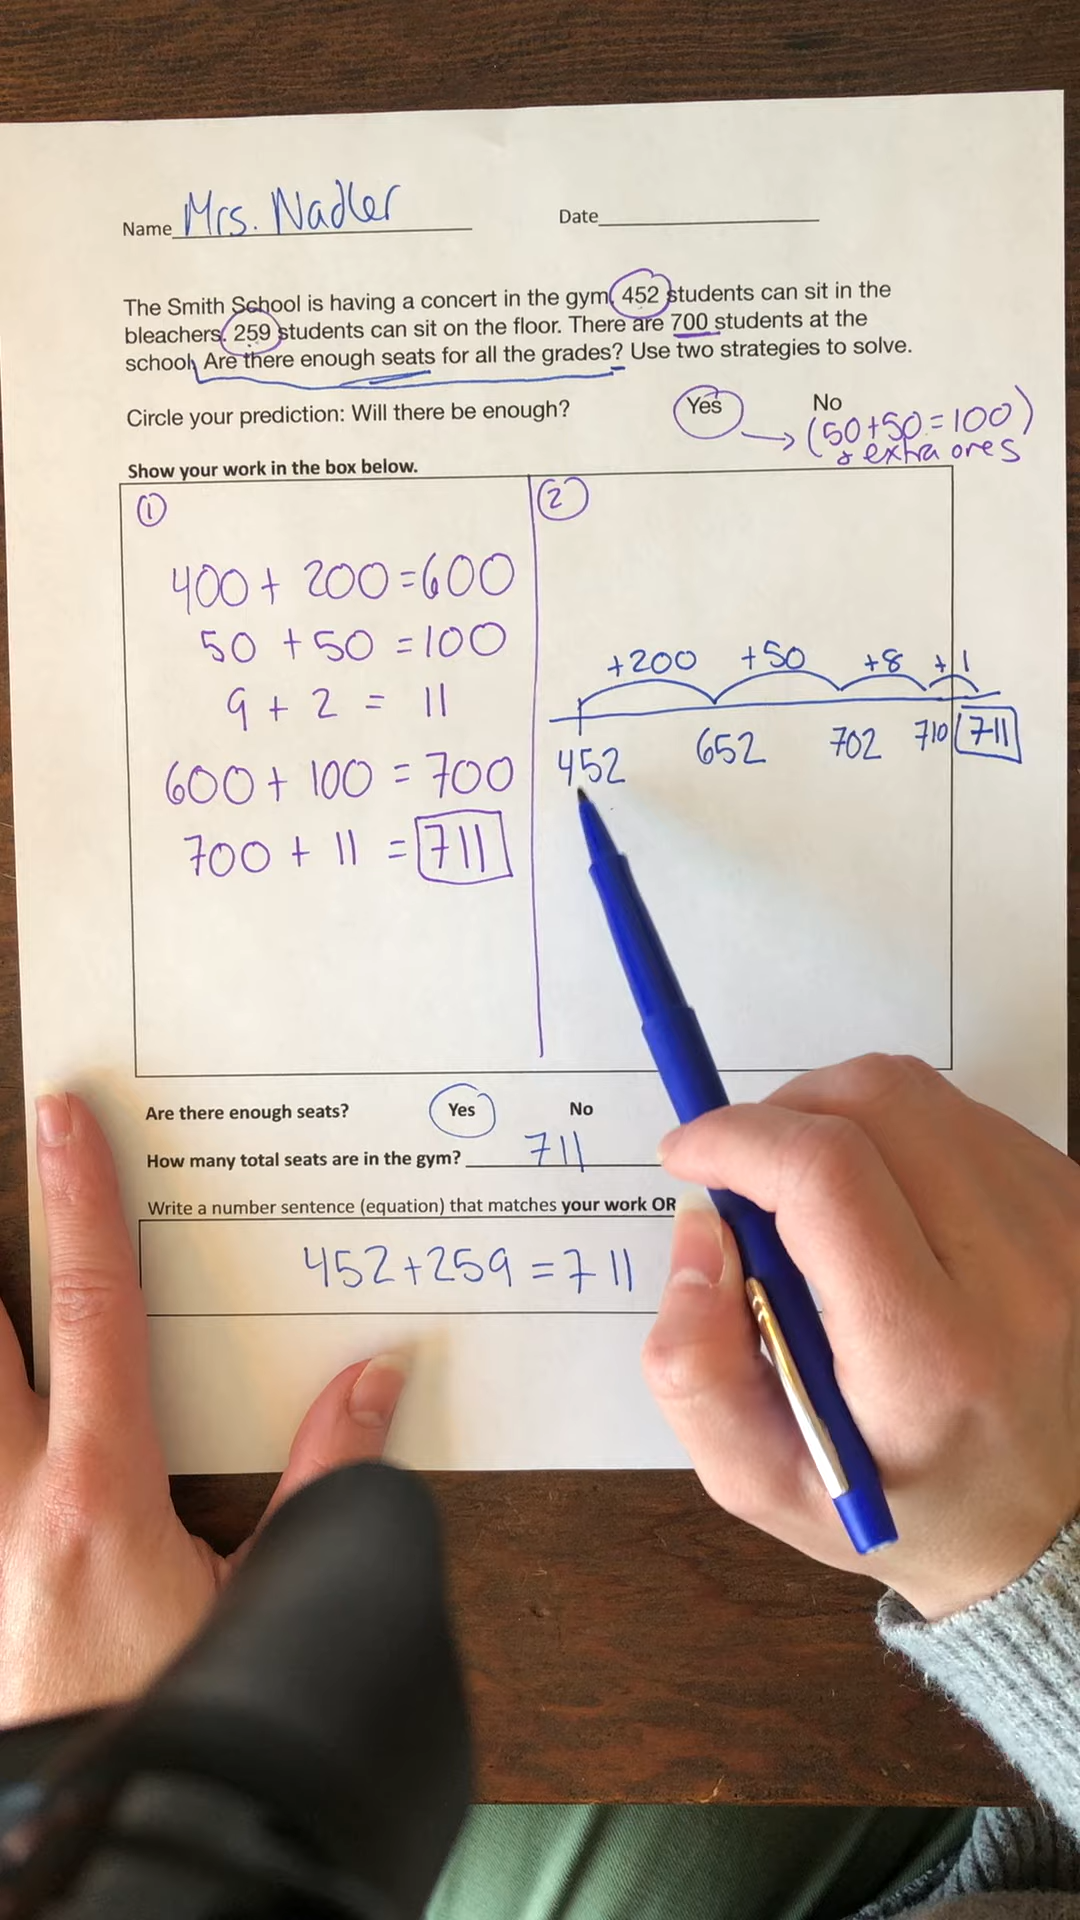 Name Mrs. Nadler Date
The Smith School is having a concert in the gym. 452 students can sit in the
bleachers. 259 students can sit on the floor. There are 700 students at the
school. Are there enough seats for all the grades? Use two strategies to solve.
Circle your prediction: Will there be enough? Yes No
(50+50=100)
& extra ones
Show your work in the box below.
1
400 + 200 = 600
50 + 50 = 100
9 + 2 = 11
600 + 100 = 700
700 + 11 = 711
2
+200 +50 +8 +1
452 652 702 710 711
Are there enough seats? Yes No
How many total seats are in the gym? 711
Write a number sentence (equation) that matches your work OR
452+259=711